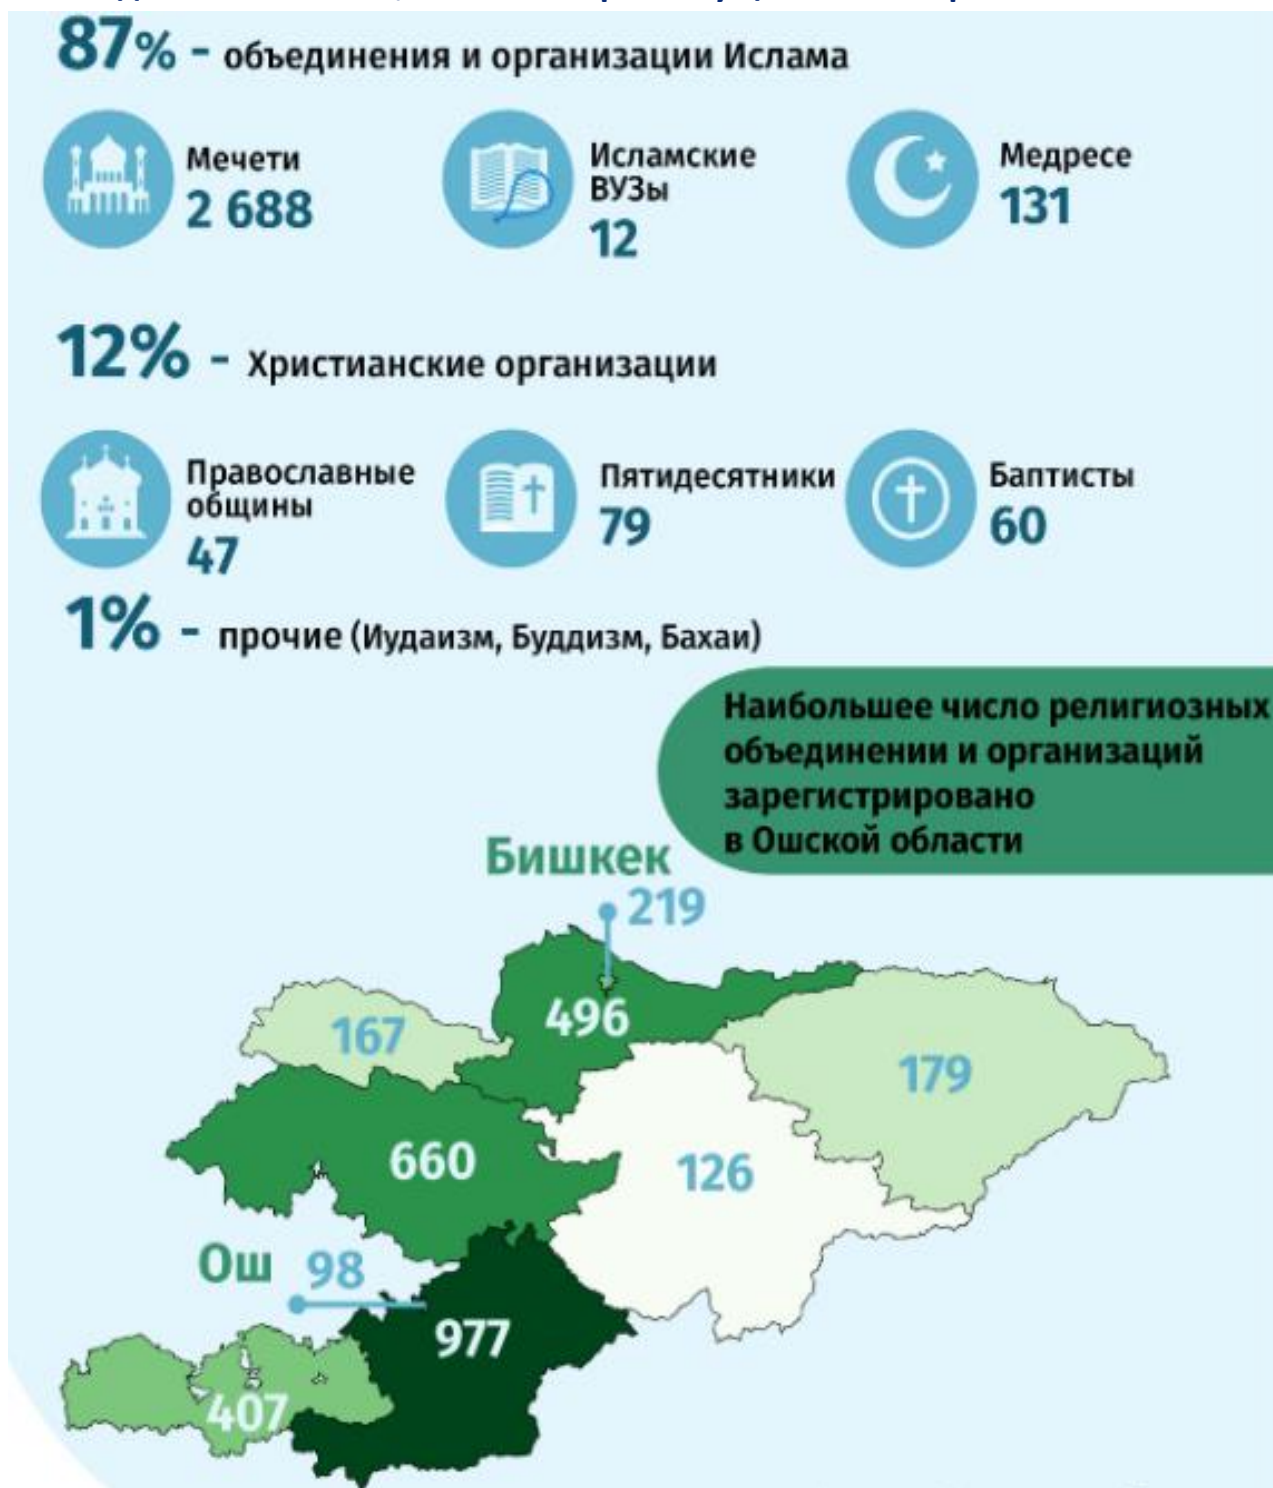 87% - объединения и организации Ислама
Мечети
2 688
Исламские
ВУЗы
12
Медресе
131
12% - Христианские организации
Православные
общины
47
Пятидесятники
79
Баптисты
60
1% - прочие (Иудаизм, Буддизм, Бахаи)
Наибольшее число религиозных
объединении и организаций
зарегистрировано
в Ошской области
Бишкек
219
496
167
179
660
126
Ош 98
977
407